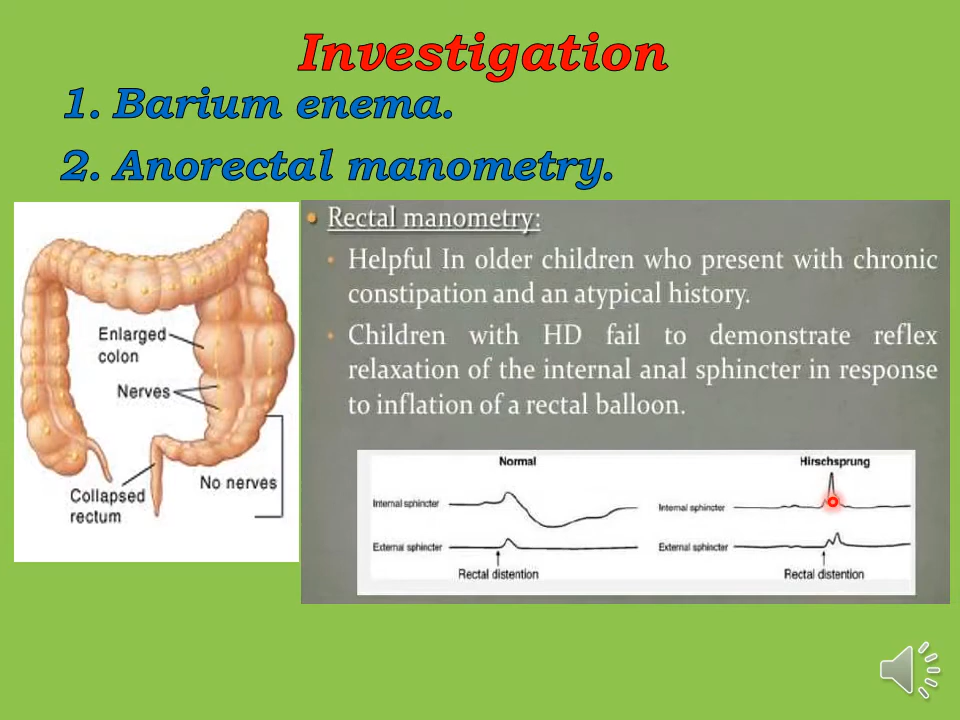 Investigation
1. Barium enema.
2. Anorectal manometry.
Enlarged
colon
Nerves
No nerves
Collapsed
rectum
• Rectal manometry:
• Helpful In older children who present with chronic
constipation and an atypical history.
• Children with HD fail to demonstrate reflex
relaxation of the internal anal sphincter in response
to inflation of a rectal balloon.
Normal
Internal sphincter
External sphincter
Rectal distention
Hirschsprung
Internal sphincter
External sphincter
Rectal distention